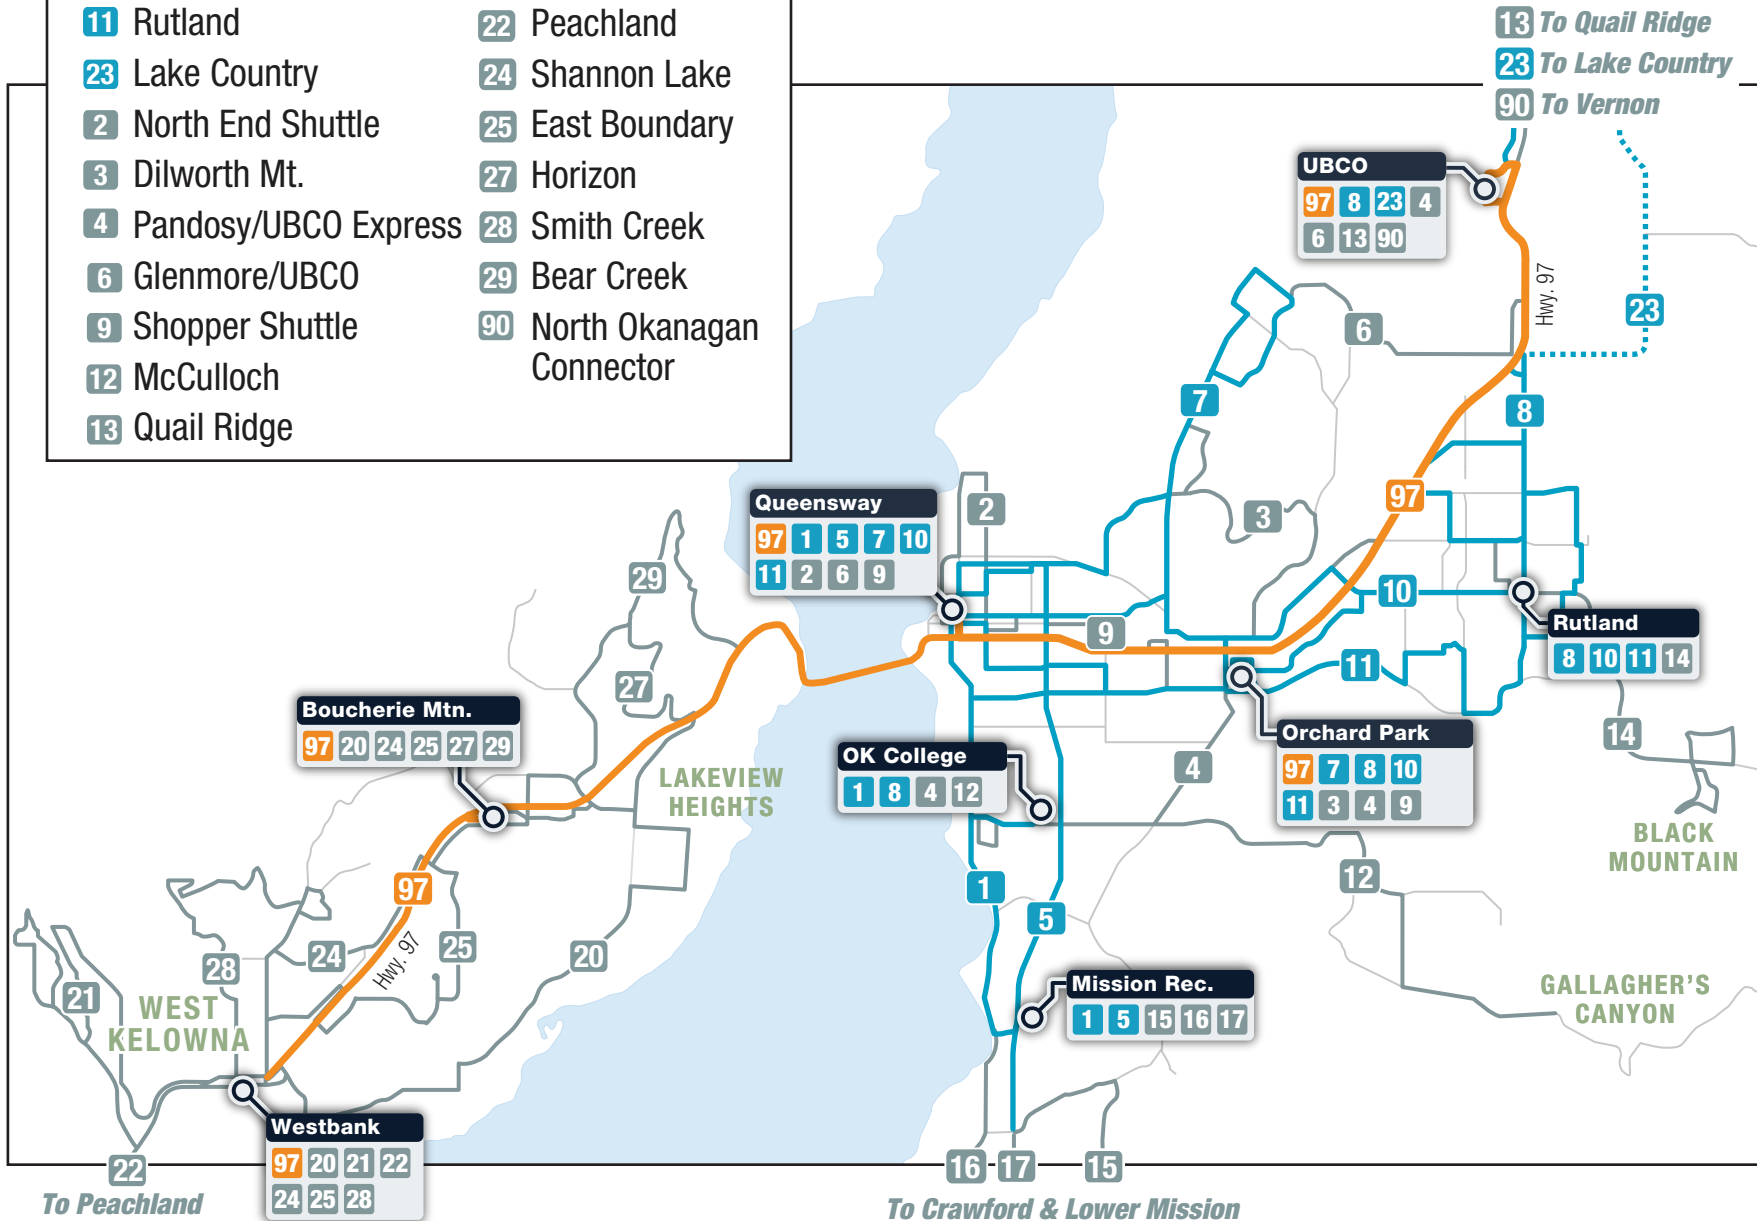 11 Rutland
23 Lake Country
2 North End Shuttle
3 Dilworth Mt.
4 Pandosy/UBCO Express
6 Glenmore/UBCO
9 Shopper Shuttle
12 McCulloch
13 Quail Ridge
22 Peachland
24 Shannon Lake
25 East Boundary
27 Horizon
28 Smith Creek
29 Bear Creek
90 North Okanagan
Connector
13 To Quail Ridge
23 To Lake Country
90 To Vernon
UBCO
97 8 23 4
6 13 90
Hwy. 97
23
6
7
8
97
3
2
Queensway
97 1 5 7 10
11 2 6 9
29
10
9
Rutland
8 10 11 14
11
27
Boucherie Mtn.
97 20 24 25 27 29
Orchard Park
97 7 8 10
11 3 4 9
14
OK College
1 8 4 12
4
LAKEVIEW
HEIGHTS
BLACK
MOUNTAIN
12
97
1
5
Hwy. 97
24
25
20
28
21
WEST
KELOWNA
Mission Rec.
1 5 15 16 17
GALLAGHER'S
CANYON
Westbank
97 20 21 22
24 25 28
22
To Peachland
16 17 15
To Crawford & Lower Mission